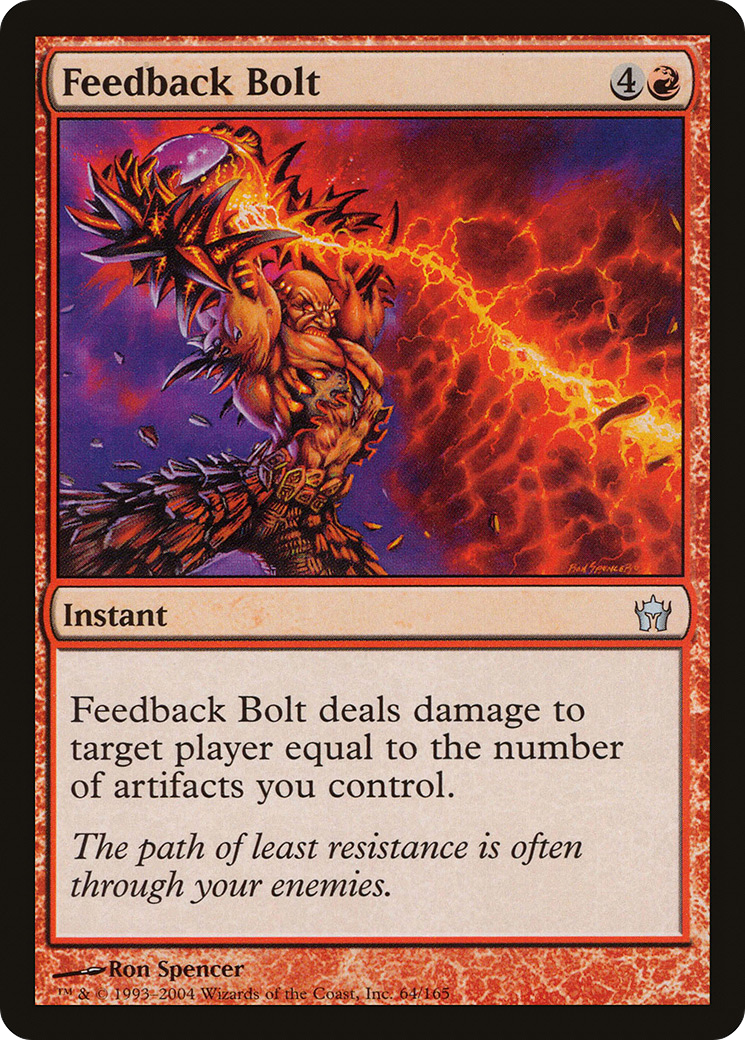 Feedback Bolt 4
RON SPENCER
Instant
Feedback Bolt deals damage to
target player equal to the number
of artifacts you control.
The path of least resistance is often
through your enemies.
Ron Spencer
™ & © 1993–2004 Wizards of the Coast, Inc. 64/165